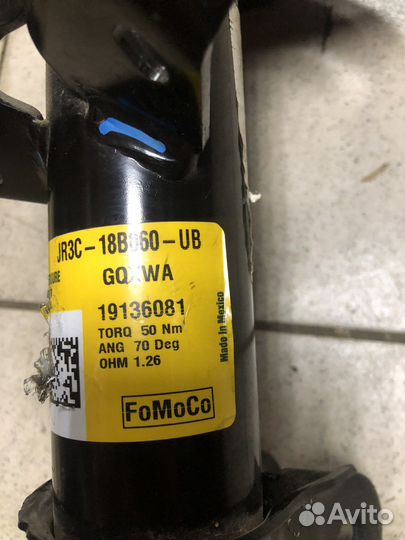 JR3C-18B060-UB
GQXWA
19136081
TORQ 50 Nm
ANG 70 Deg
OHM 1.26
Made in Mexico
FoMoCo
Avito